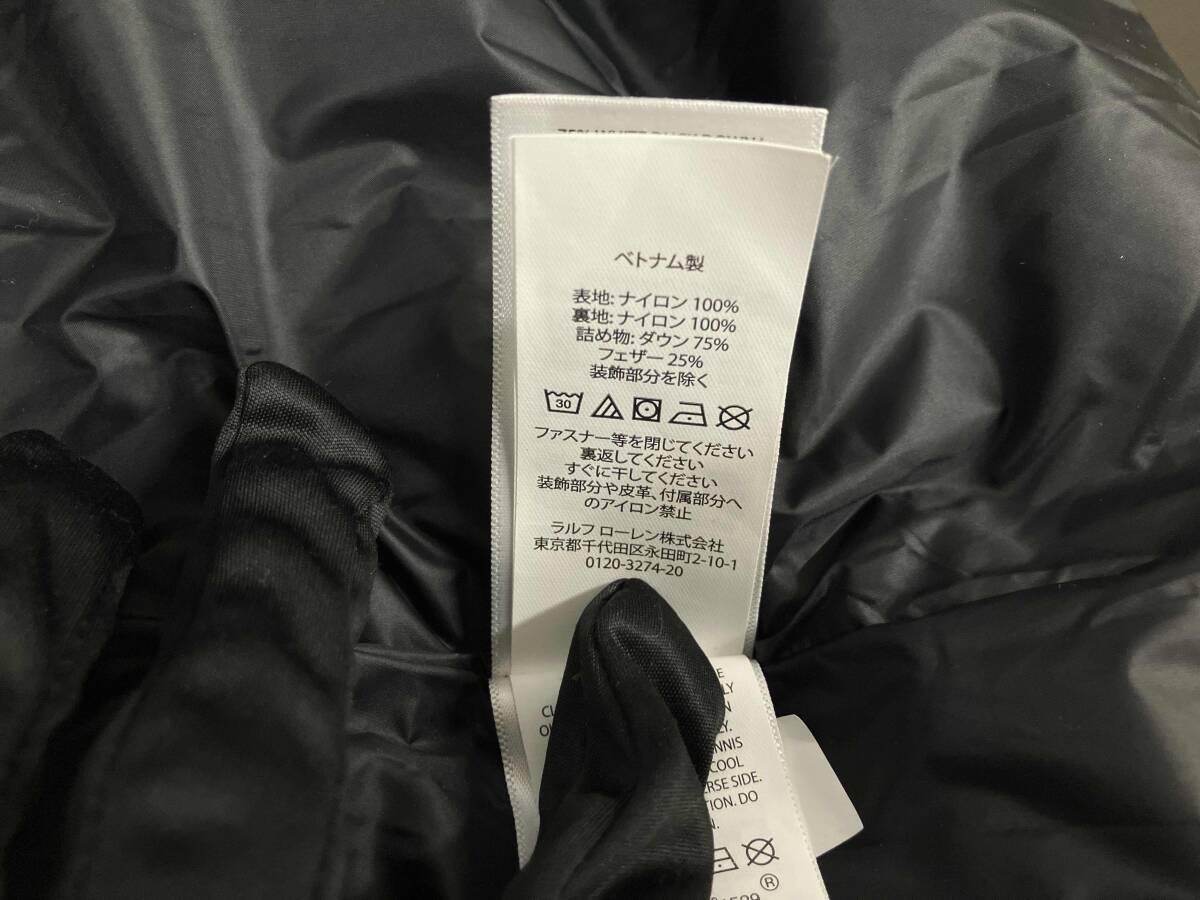 ベトナム製
表地: ナイロン 100%
裏地: ナイロン 100%
詰め物: ダウン 75%
フェザー 25%
装飾部分を除く
30
ファスナー等を閉じてください
裏返してください
すぐに干してください
装飾部分や皮革、付属部分へ
のアイロン禁止
ラルフ ローレン株式会社
東京都千代田区永田町2-10-1
0120-3274-20
COOL
SIDE.
DO
®